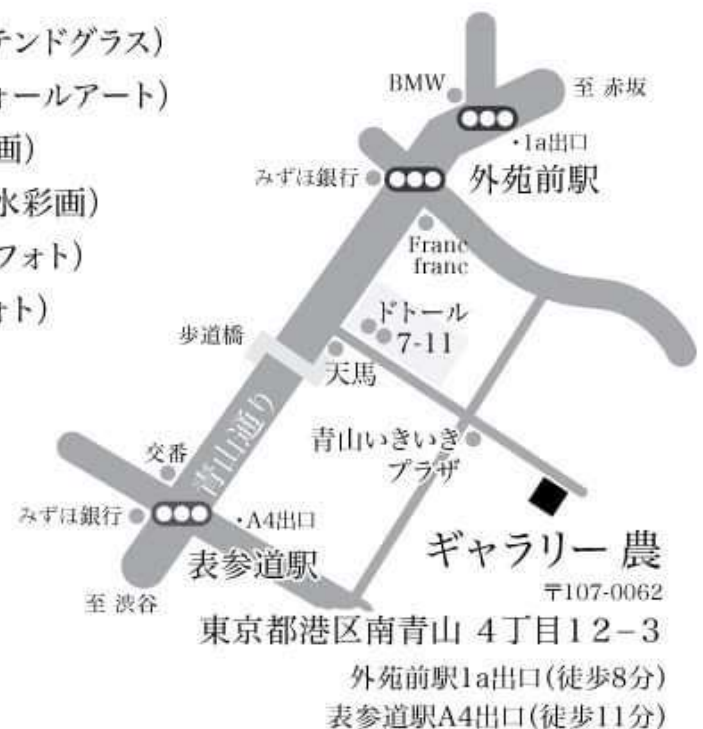 テンドグラス)
ォールアート)
画)
水彩画)
フォト)
ォト)
BMW
至 赤坂
・1a出口
みずほ銀行
外苑前駅
Franc
franc
歩道橋
ドトール
7-11
天馬
青山通り
青山いきいき
プラザ
交番
みずほ銀行
・A4出口
表参道駅
至 渋谷
ギャラリー 農
〒107-0062
東京都港区南青山 4丁目12−3
外苑前駅1a出口(徒歩8分)
表参道駅A4出口(徒歩11分)